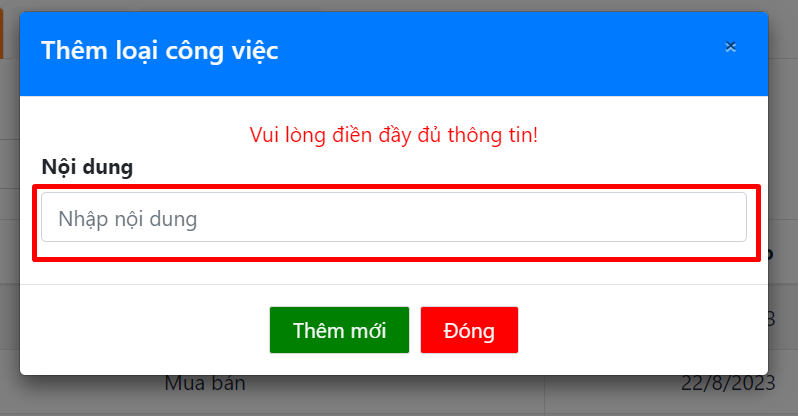 Thêm loại công việc
×
Vui lòng điền đầy đủ thông tin!
Nội dung
Nhập nội dung
Thêm mới
Đóng
Mua bán
22/8/2023